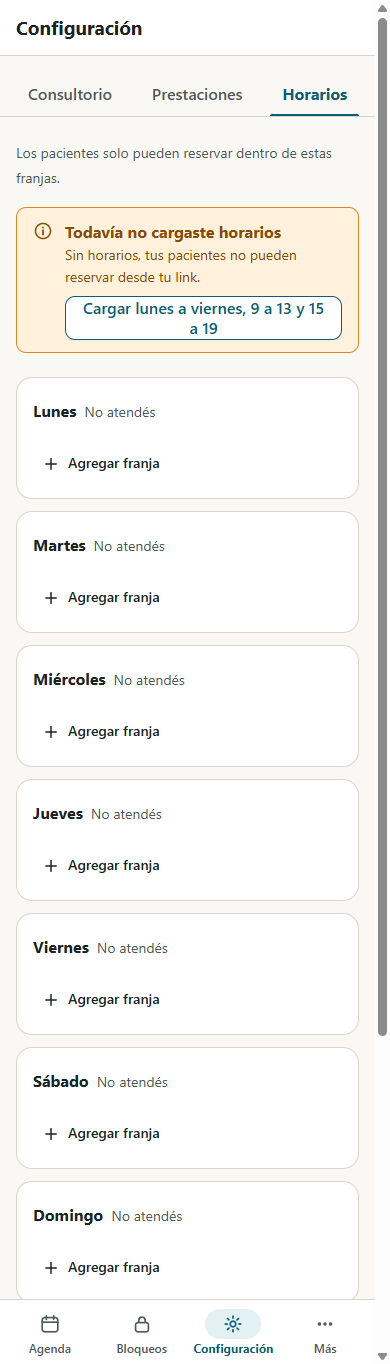 Configuración
Consultorio Prestaciones Horarios
Los pacientes solo pueden reservar dentro de estas
franjas.
Todavía no cargaste horarios
Sin horarios, tus pacientes no pueden
reservar desde tu link.
Cargar lunes a viernes, 9 a 13 y 15
a 19
Lunes No atendés
Agregar franja
Martes No atendés
Agregar franja
Miércoles No atendés
Agregar franja
Jueves No atendés
Agregar franja
Viernes No atendés
Agregar franja
Sábado No atendés
Agregar franja
Domingo No atendés
Agregar franja
Agenda Bloqueos Configuración Más